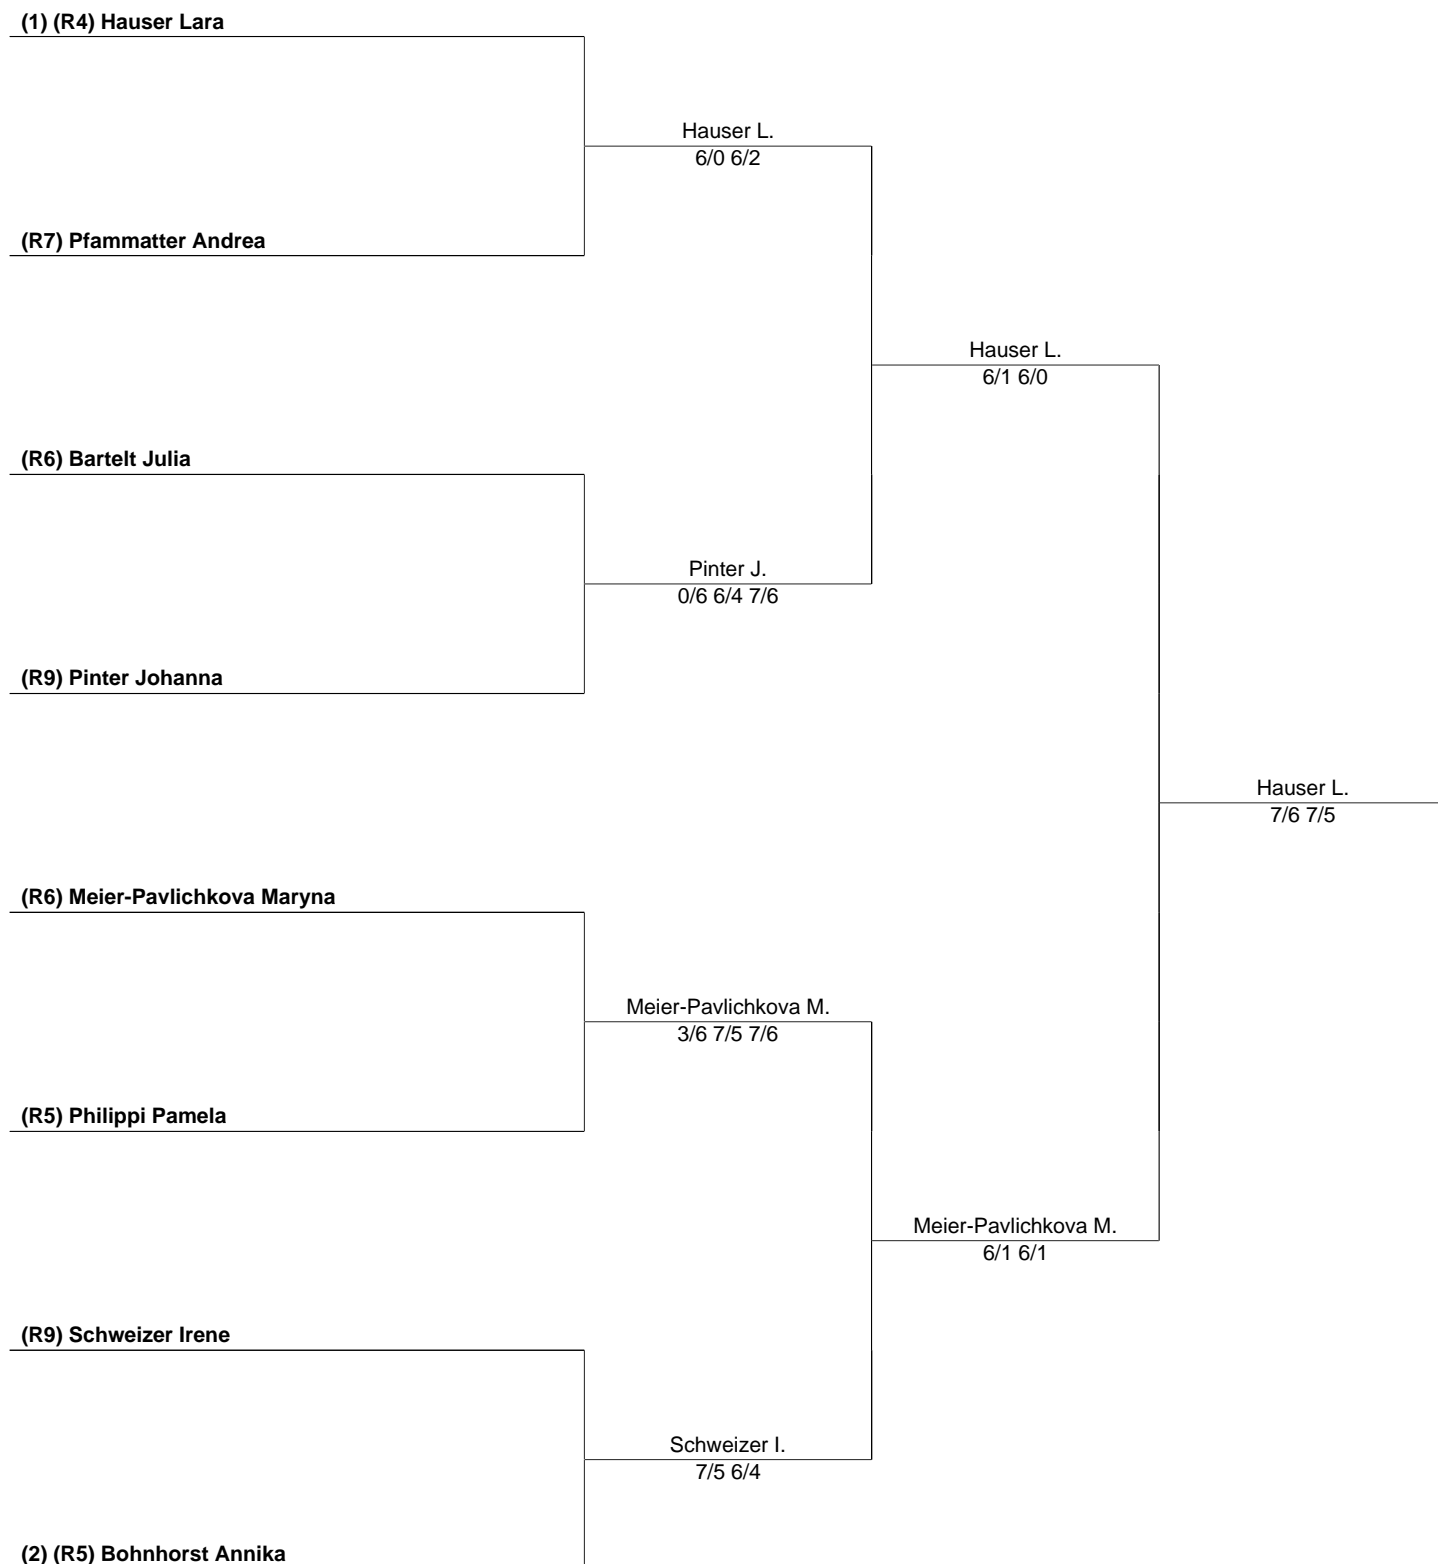 (1) (R4) Hauser Lara
Hauser L.
6/0 6/2
(R7) Pfammatter Andrea
Hauser L.
6/1 6/0
(R6) Bartelt Julia
Pinter J.
0/6 6/4 7/6
(R9) Pinter Johanna
Hauser L.
7/6 7/5
(R6) Meier-Pavlichkova Maryna
Meier-Pavlichkova M.
3/6 7/5 7/6
(R5) Philippi Pamela
Meier-Pavlichkova M.
6/1 6/1
(R9) Schweizer Irene
Schweizer I.
7/5 6/4
(2) (R5) Bohnhorst Annika